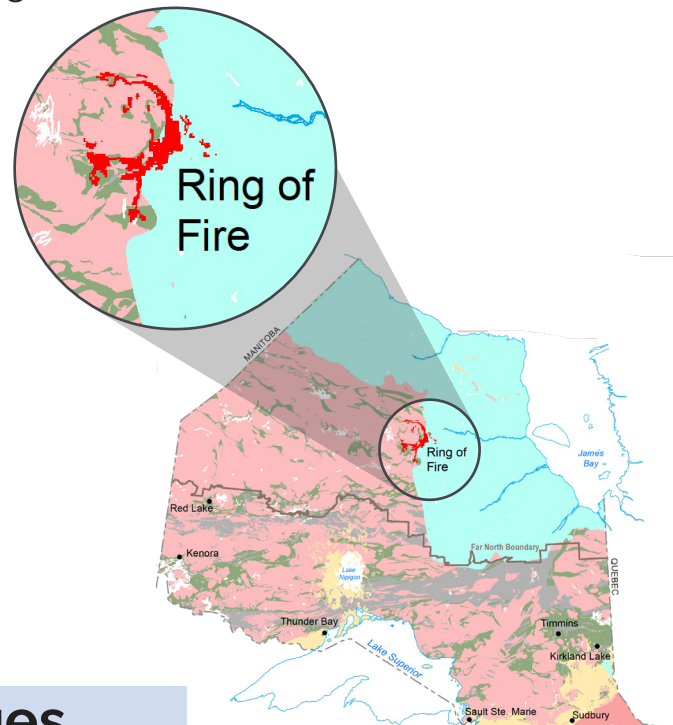 Ring of
Fire
MANITOBA
Ring of
Fire
James
Bay
Red Lake
Far North Boundary
Kenora
QUEBEC
Lake
Nipigon
Thunder Bay
Timmins
Kirkland Lake
Lake Superior
Sault Ste. Marie
Sudbury